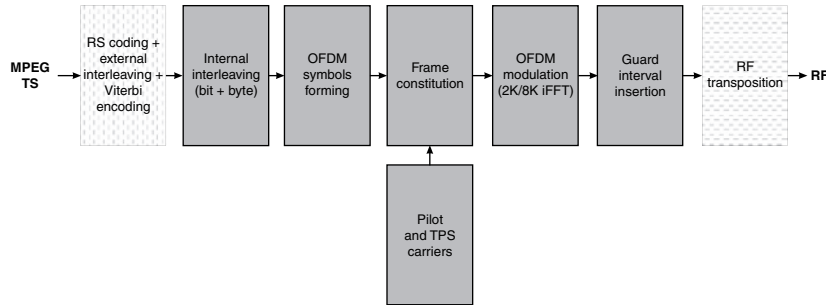 MPEG
TS
RS coding +
external
interleaving +
Viterbi
encoding
Internal
interleaving
(bit + byte)
OFDM
symbols
forming
Frame
constitution
OFDM
modulation
(2K/8K iFFT)
Guard
interval
insertion
RF
transposition
RF
Pilot
and TPS
carriers